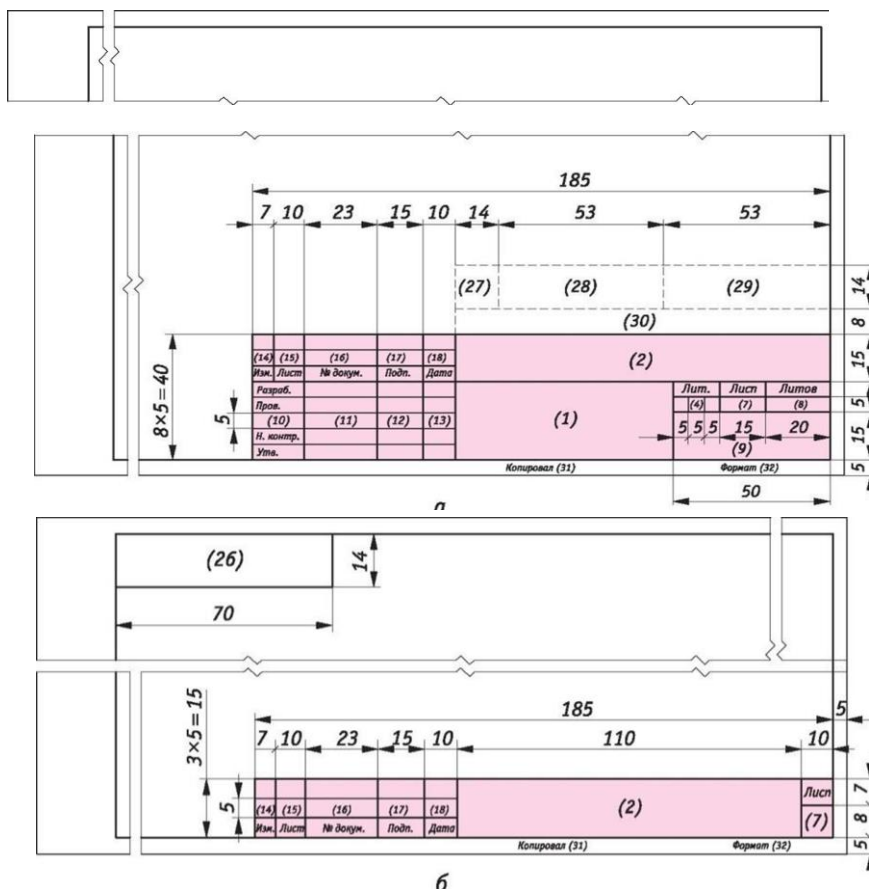 185
7 10 23 15 10 14 53 53
(27) (28) (29) 14
(30) 8
(2) 15
(14) (15) (16) (17) (18)
Изм. Лист № докум. Подп. Дата
8×5=40
Разраб. Лит. Лисп Литов 5
Пров. (4) (7) (8)
5 (10) (11) (12) (13) (1) 5 5 5 15 20 15
Н. контр. (9)
Утв.
Копировал (31) Формат (32) 5
50
а
(26) 14
70
3×5=15
185 5
7 10 23 15 10 110 10
Лисп 7
5 (14) (15) (16) (17) (18) (2) (7) 8
Изм. Лист № докум. Подп. Дата
Копировал (31) Формат (32) 5
б